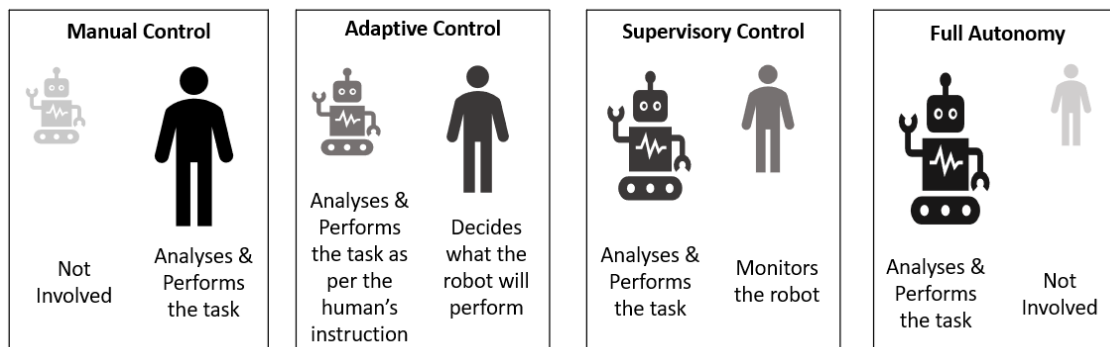 Manual Control
Not
Involved
Analyses &
Performs
the task
Adaptive Control
Analyses &
Performs
the task as
per the
human's
instruction
Decides
what the
robot will
perform
Supervisory Control
Analyses &
Performs
the task
Monitors
the robot
Full Autonomy
Analyses &
Performs
the task
Not
Involved